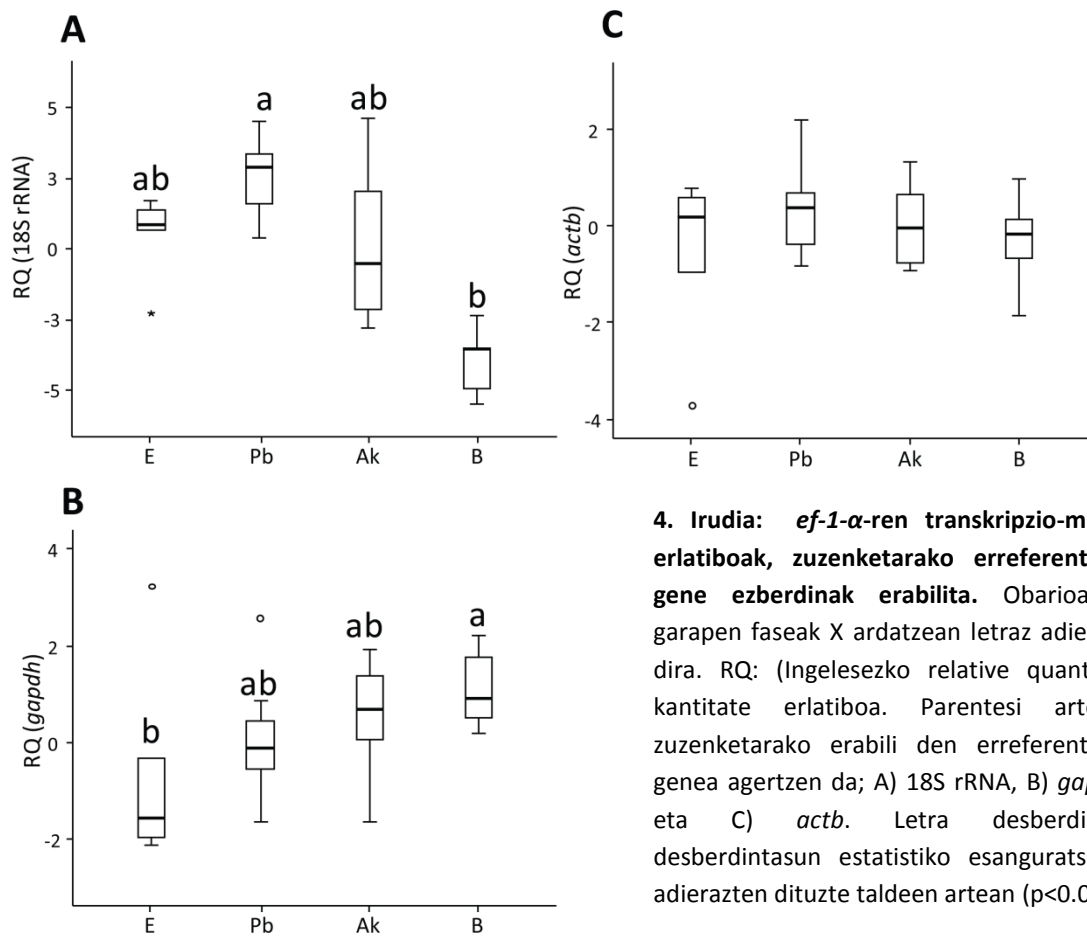 A
RQ (18S rRNA)
5
3
0
-3
-5
ab
a
ab
b
*
E
Pb
Ak
B
C
RQ (actb)
2
0
-2
-4
E
Pb
Ak
B
B
RQ (gapdh)
4
2
0
-2
b
ab
ab
a
E
Pb
Ak
B
4. Irudia: ef-1-α-ren transkripzio-m
erlatiboak, zuzenketarako erreferent
gene ezberdinak erabilita. Obarioa
garapen faseak X ardatzean letraz adie
dira. RQ: (Ingelesezko relative quant
kantitate erlatiboa. Parentesi art
zuzenketarako erabili den erreferent
genea agertzen da; A) 18S rRNA, B) gap
eta C) actb. Letra desberdi
desberdintasun estatistiko esangurats
adierazten dituzte taldeen artean (p<0.0